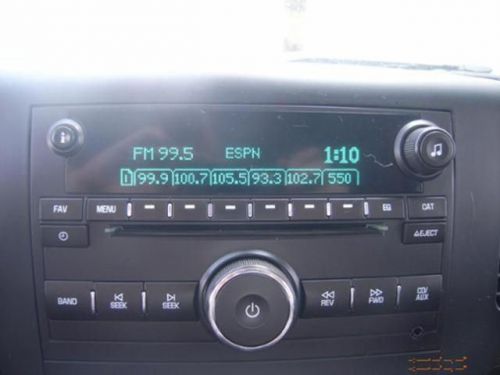 FM 99.5 ESPN 1:10
1 99.9 100.7 105.5 93.3 102.7 550
FAV MENU EQ CAT
EJECT
BAND SEEK SEEK REV FWD CD/AUX